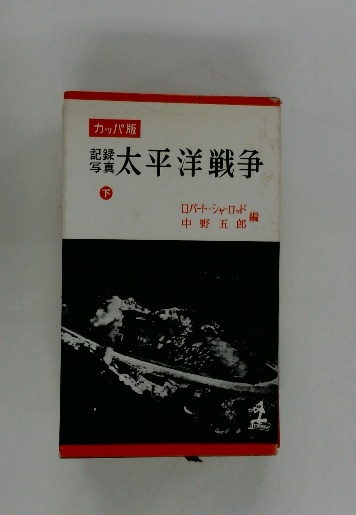 カッパ版
記録写真 太平洋戦争
下
ロバート・シャーロッド
中野五郎 編